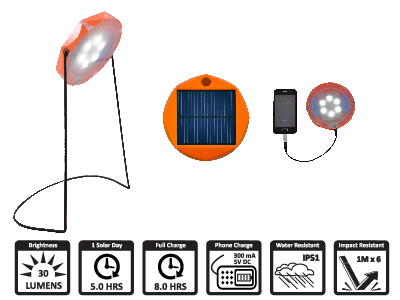 Brightness
30
LUMENS
1 Solar Day
5.0 HRS
Full Charge
8.0 HRS
Phone Charge
300 mA
5V DC
Water Resistant
IP51
Impact Resistant
1M x 6